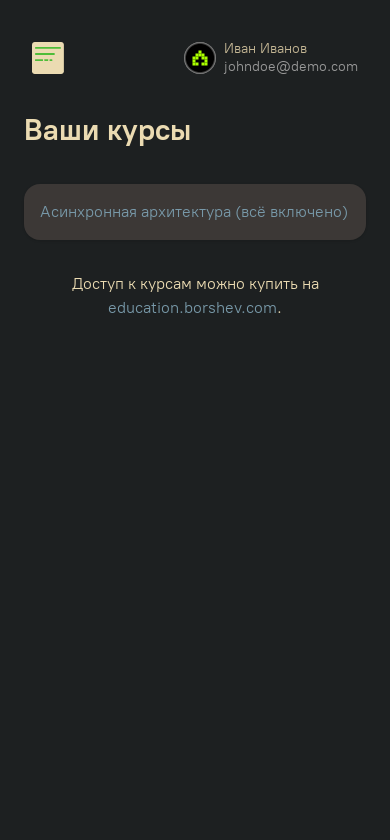 Иван Иванов
johndoe@demo.com
Ваши курсы
Асинхронная архитектура (всё включено)
Доступ к курсам можно купить на
education.borshev.com.